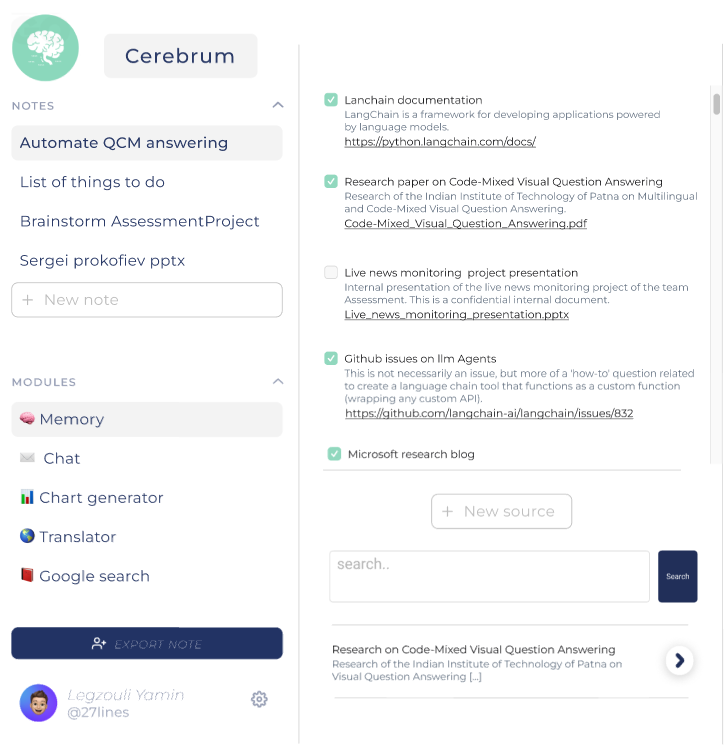 Cerebrum
NOTES
Automate QCM answering
List of things to do
Brainstorm AssessmentProject
Sergei prokofiev pptx
+ New note
MODULES
Memory
Chat
Chart generator
Translator
Google search
EXPORT NOTE
Legzouli Yamin
@27lines
Lanchain documentation
LangChain is a framework for developing applications powered
by language models.
https://python.langchain.com/docs/
Research paper on Code-Mixed Visual Question Answering
Research of the Indian Institute of Technology of Patna on Multilingual
and Code-Mixed Visual Question Answering.
Code-Mixed_Visual_Question_Answering.pdf
Live news monitoring project presentation
Internal presentation of the live news monitoring project of the team
Assessment. This is a confidential internal document.
Live_news_monitoring_presentation.pptx
Github issues on llm Agents
This is not necessarily an issue, but more of a 'how-to' question related
to create a language chain tool that functions as a custom function
(wrapping any custom API).
https://github.com/langchain-ai/langchain/issues/832
Microsoft research blog
+ New source
search..
Search
Research on Code-Mixed Visual Question Answering
Research of the Indian Institute of Technology of Patna on
Visual Question Answering [...]